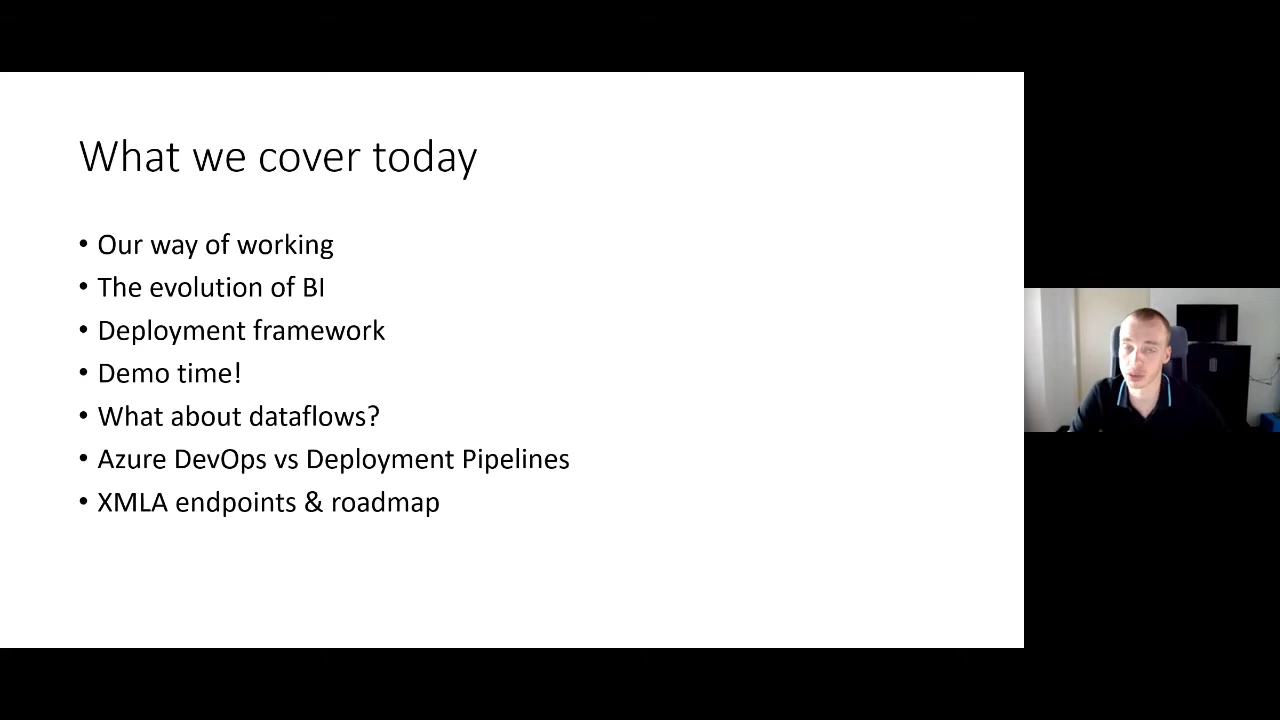 What we cover today
• Our way of working
• The evolution of BI
• Deployment framework
• Demo time!
• What about dataflows?
• Azure DevOps vs Deployment Pipelines
• XMLA endpoints & roadmap